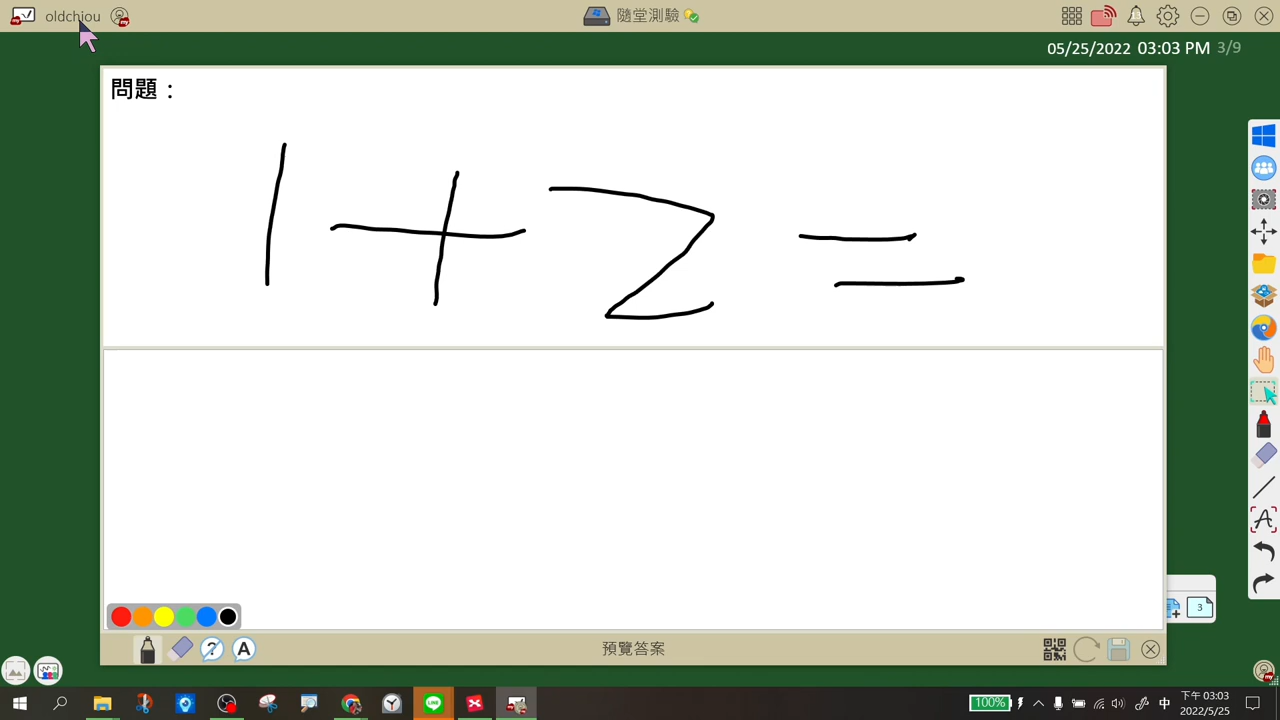 oldchiou
隨堂測驗
05/25/2022 03:03 PM 3/9
問題：
1+2=
3
A
預覽答案
100%
中
下午 03:03
2022/5/25